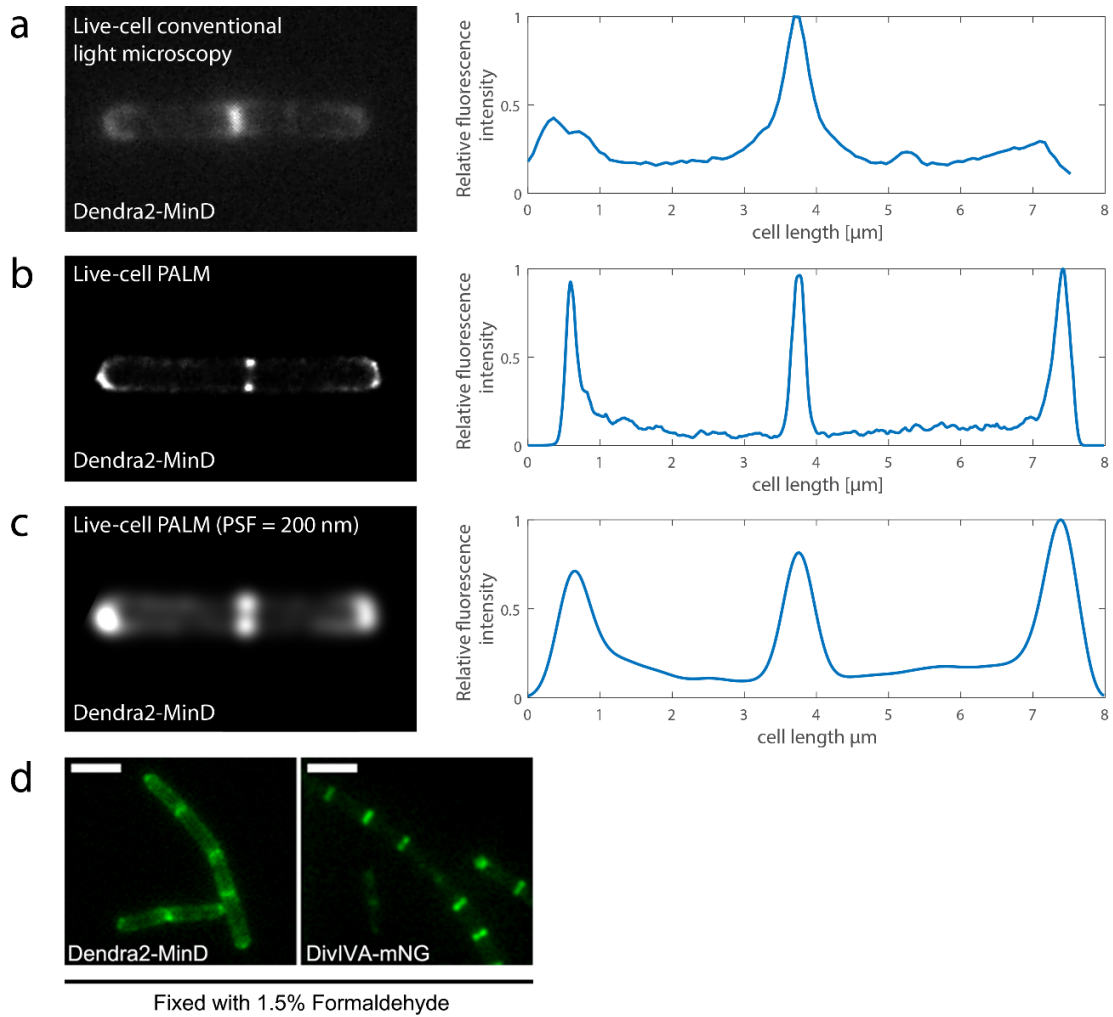 a
Live-cell conventional
light microscopy
Dendra2-MinD
Relative fluorescence
intensity
1
0.5
0
0 1 2 3 4 5 6 7 8
cell length [µm]
b
Live-cell PALM
Dendra2-MinD
Relative fluorescence
intensity
1
0.5
0
0 1 2 3 4 5 6 7 8
cell length [µm]
c
Live-cell PALM (PSF = 200 nm)
Dendra2-MinD
Relative fluorescence
intensity
1
0.5
0
0 1 2 3 4 5 6 7 8
cell length µm
d
Dendra2-MinD
DivIVA-mNG
Fixed with 1.5% Formaldehyde